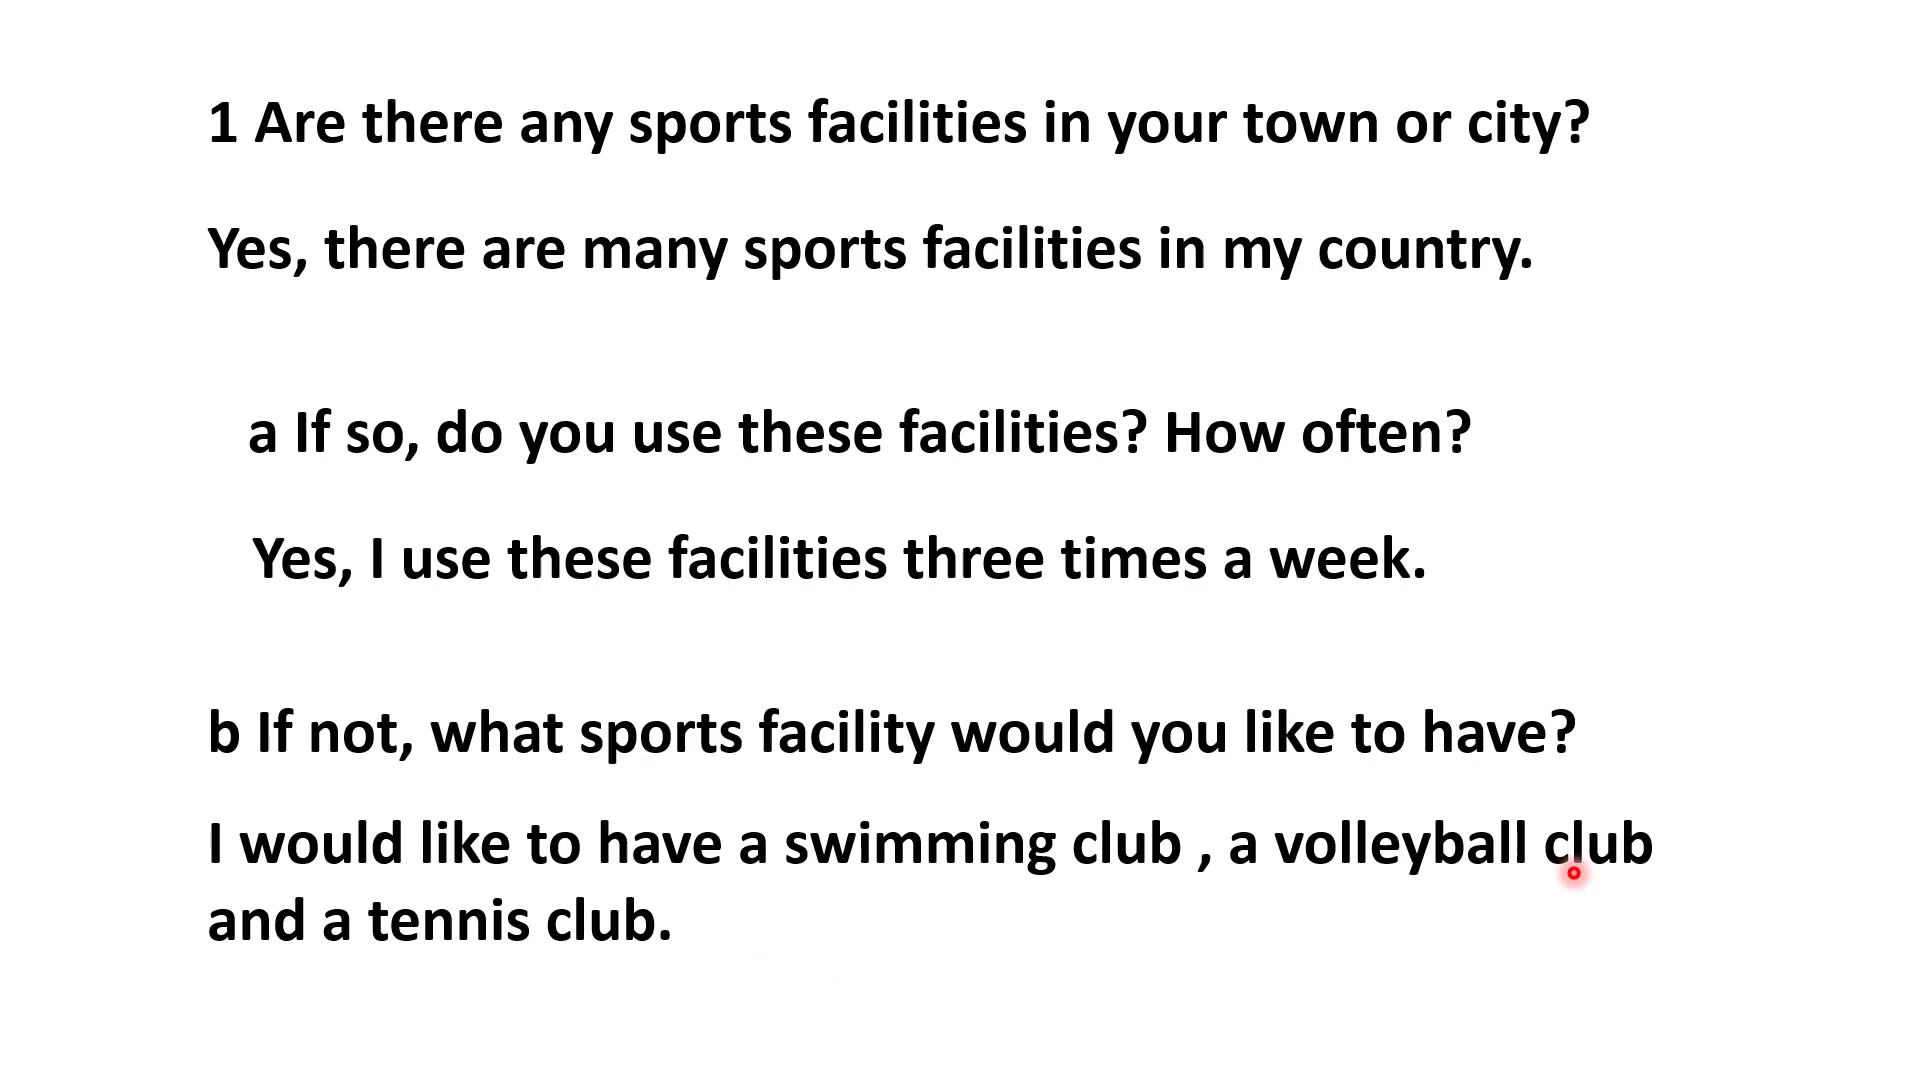 1 Are there any sports facilities in your town or city?
Yes, there are many sports facilities in my country.
a If so, do you use these facilities? How often?
Yes, I use these facilities three times a week.
b If not, what sports facility would you like to have?
I would like to have a swimming club , a volleyball club
and a tennis club.